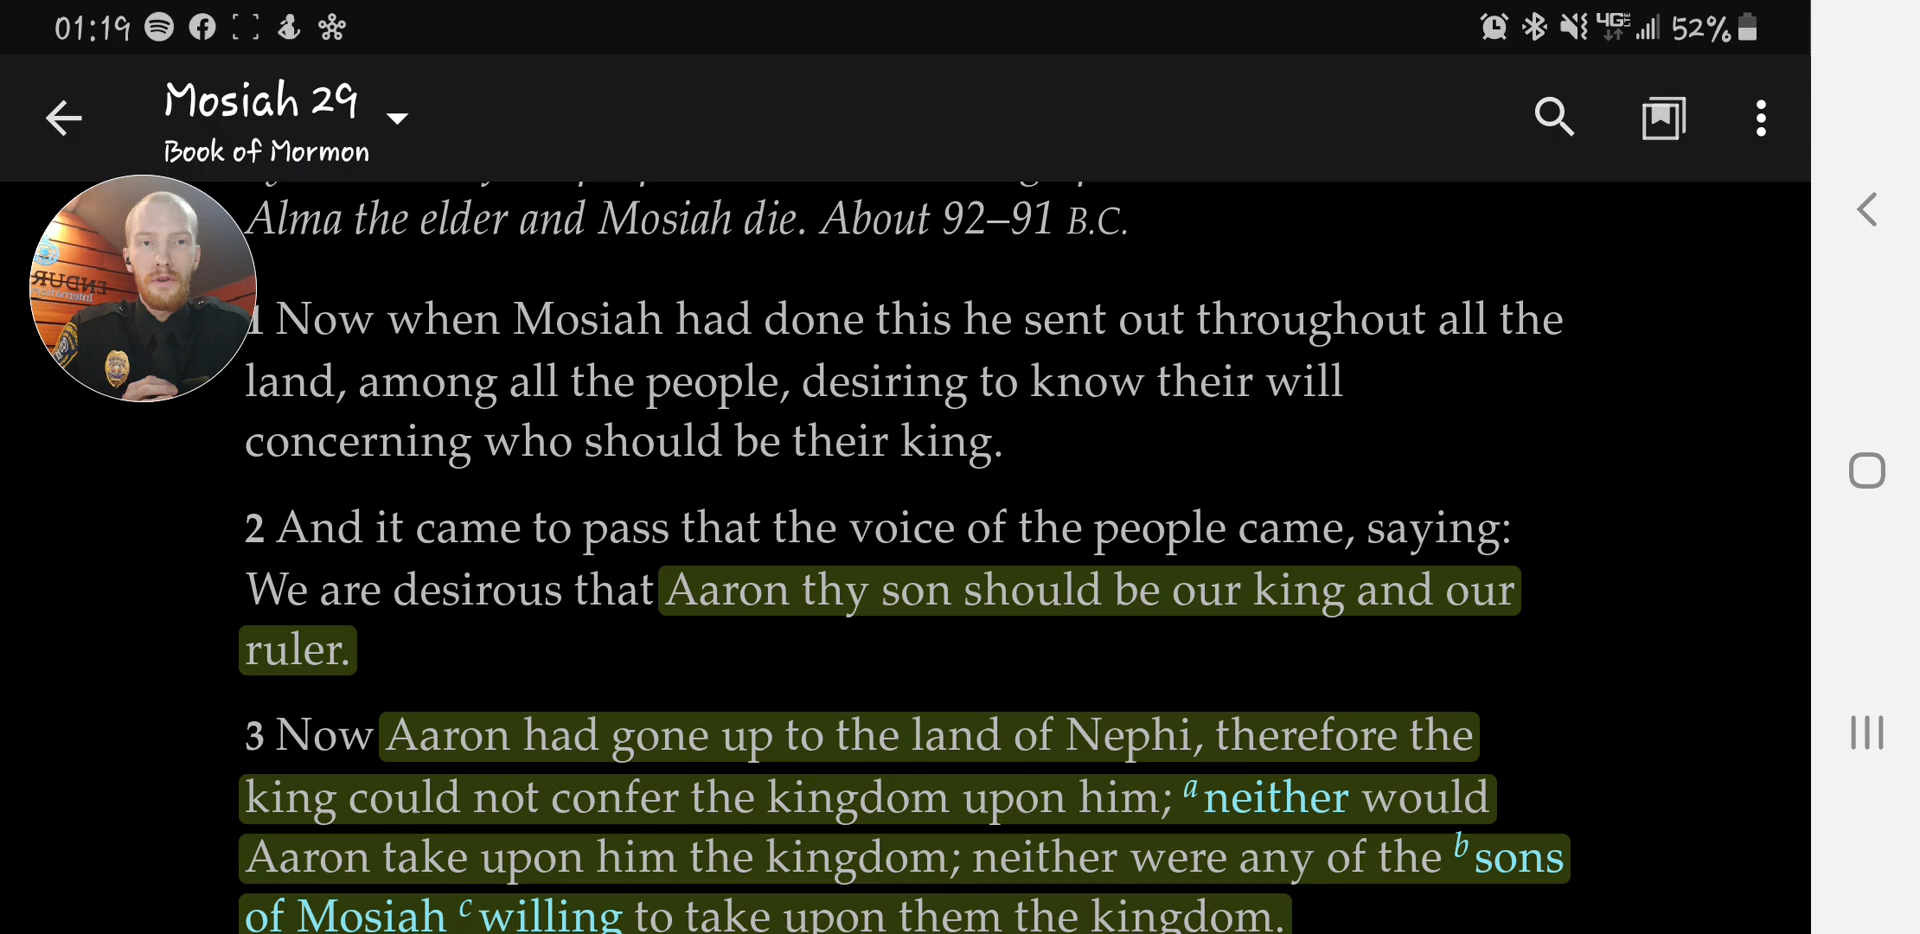 01:19
4G LTE 52%
Mosiah 29
Book of Mormon
Alma the elder and Mosiah die. About 92–91 B.C.
1 Now when Mosiah had done this he sent out throughout all the
land, among all the people, desiring to know their will
concerning who should be their king.
2 And it came to pass that the voice of the people came, saying:
We are desirous that Aaron thy son should be our king and our
ruler.
3 Now Aaron had gone up to the land of Nephi, therefore the
king could not confer the kingdom upon him; a neither would
Aaron take upon him the kingdom; neither were any of the b sons
of Mosiah c willing to take upon them the kingdom.
ENDUR
International